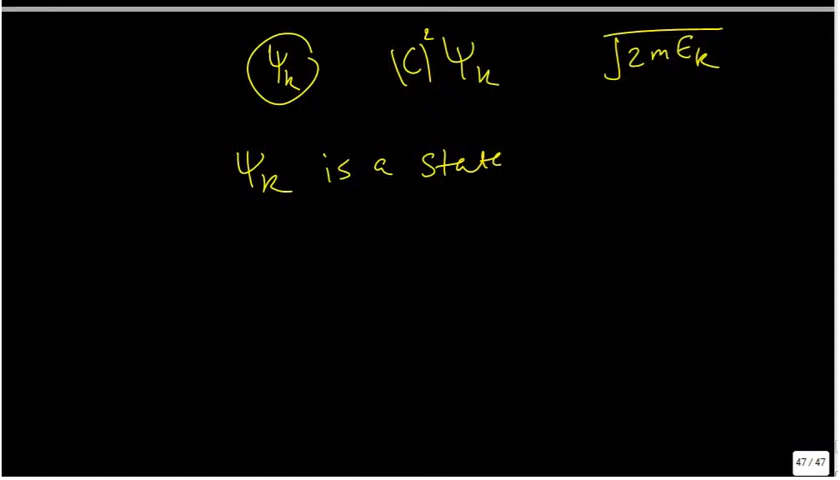 Ψk |C|² Ψk √2mEk
Ψk is a state
47 / 47